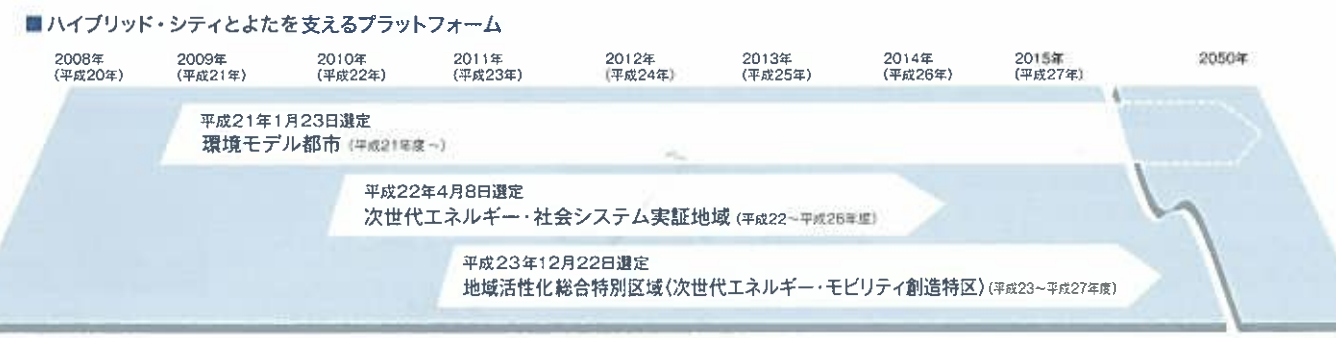 ■ ハイブリッド・シティとよたを支えるプラットフォーム
2008年 2009年 2010年 2011年 2012年 2013年 2014年 2015年 2050年
(平成20年) (平成21年) (平成22年) (平成23年) (平成24年) (平成25年) (平成26年) (平成27年)
平成21年1月23日選定
環境モデル都市 (平成21年度~)
平成22年4月8日選定
次世代エネルギー・社会システム実証地域 (平成22~平成26年度)
平成23年12月22日選定
地域活性化総合特別区域〈次世代エネルギー・モビリティ創造特区〉(平成23~平成27年度)